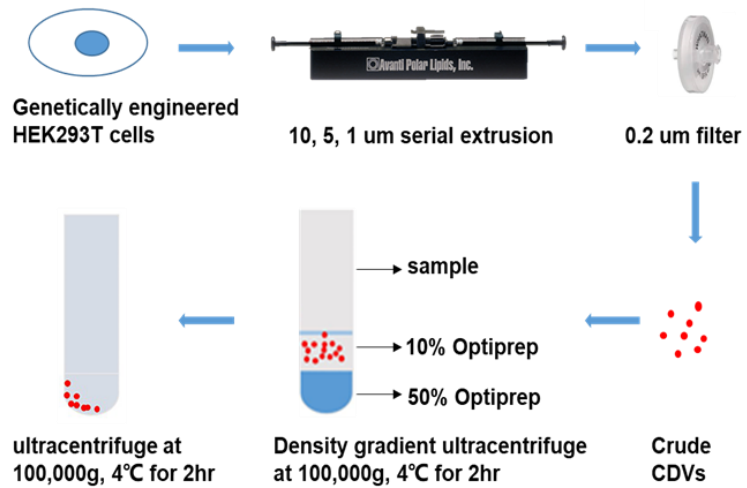 Avanti Polar Lipids, Inc.
Genetically engineered
HEK293T cells
10, 5, 1 um serial extrusion
0.2 um filter
sample
10% Optiprep
50% Optiprep
ultracentrifuge at
100,000g, 4℃ for 2hr
Density gradient ultracentrifuge
at 100,000g, 4℃ for 2hr
Crude
CDVs